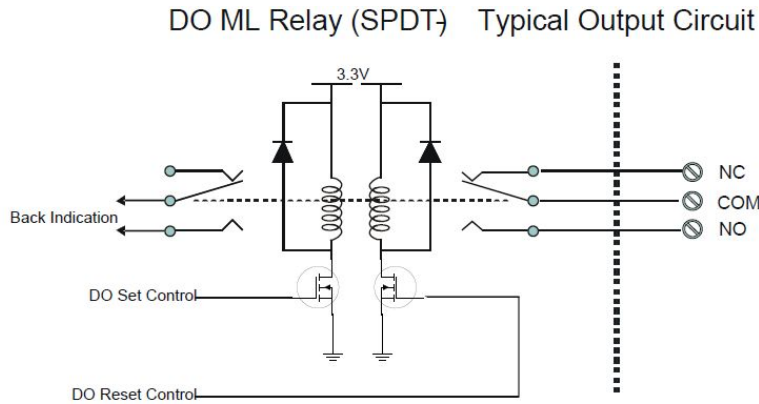 DO ML Relay (SPDT) Typical Output Circuit
3.3V
NC
COM
Back Indication
NO
DO Set Control
DO Reset Control